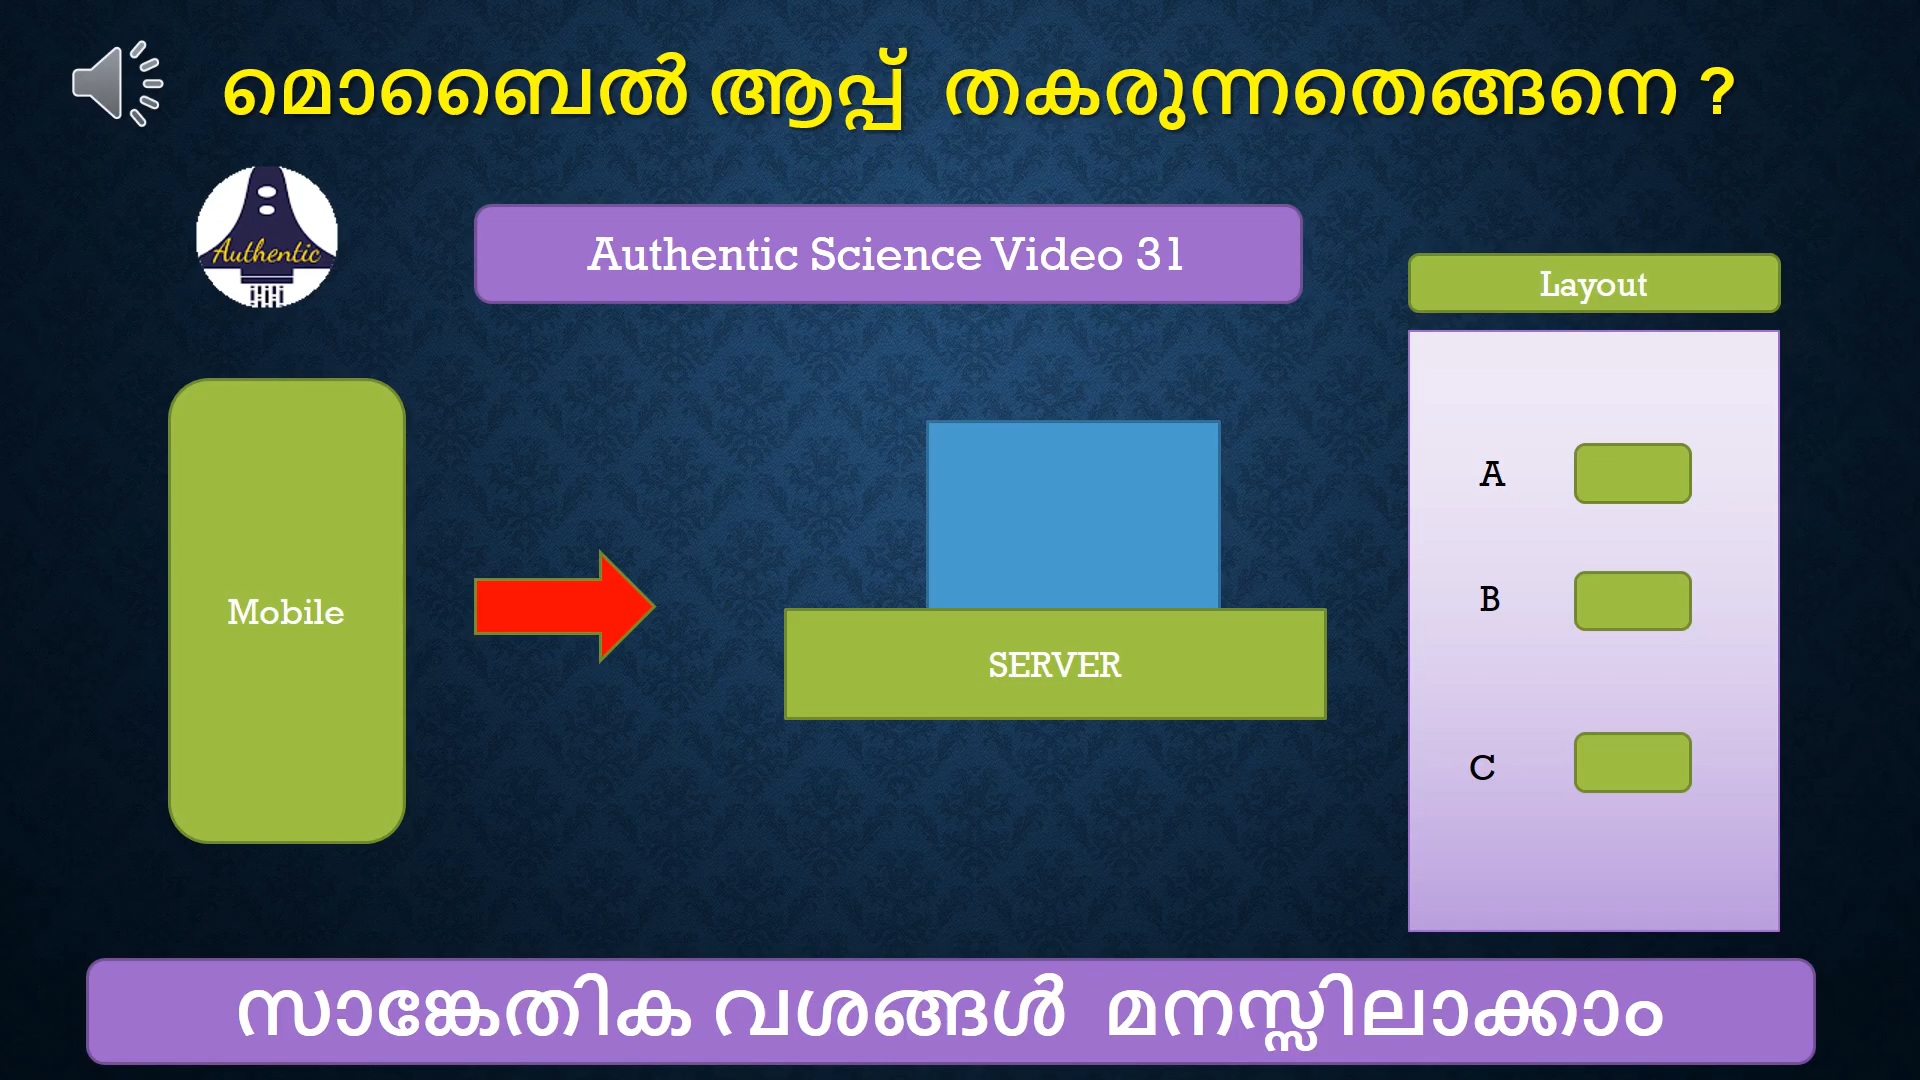 മൊബൈൽ ആപ്പ് തകരുന്നതെങ്ങനെ ?
Authentic
Authentic Science Video 31
Layout
Mobile
SERVER
A
B
C
സാങ്കേതിക വശങ്ങൾ മനസ്സിലാക്കാം